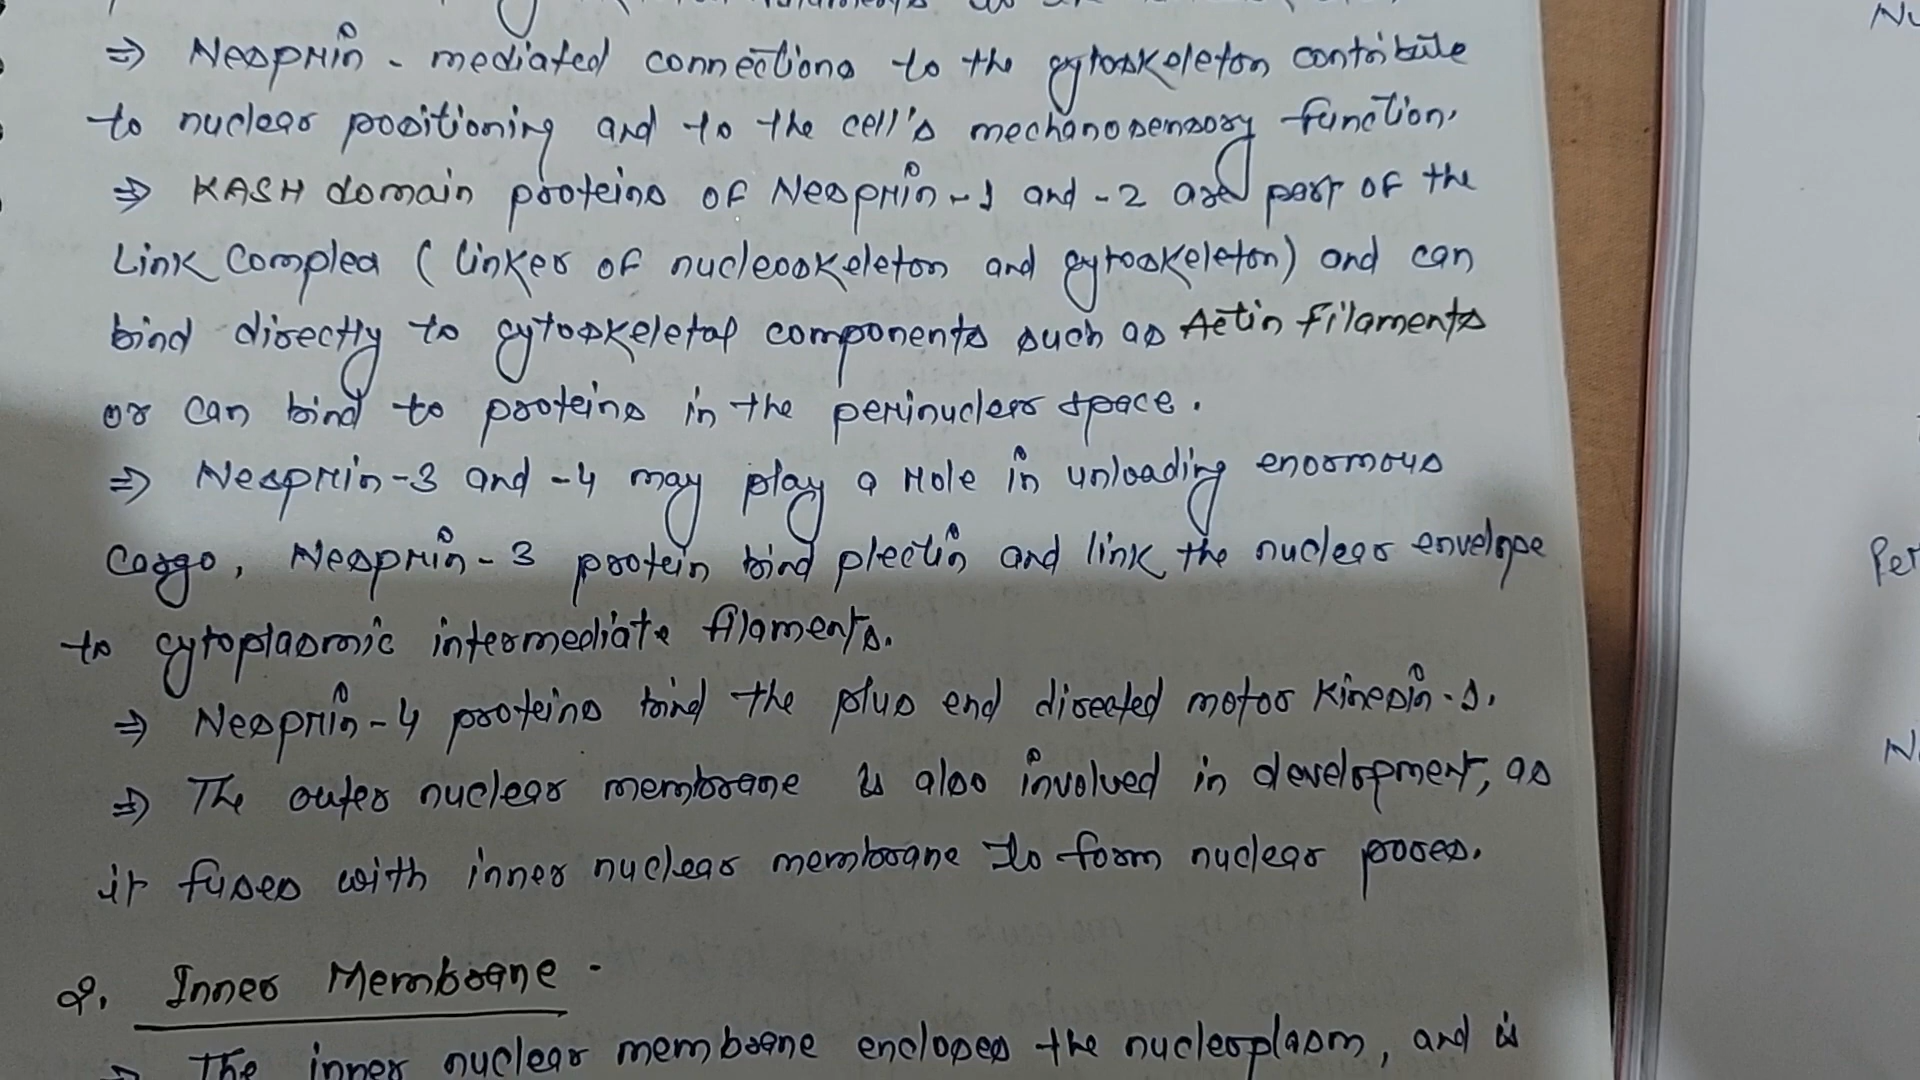 ⇒ Nesprin - mediated connections to the cytoskeleton contribute
to nuclear positioning and to the cell's mechanosensory function.
⇒ KASH domain proteins of Nesprin-1 and -2 are part of the
Link Complex (linker of nucleoskeleton and cytoskeleton) and can
bind directly to cytoskeletal components such as Actin filaments
or can bind to proteins in the perinuclear space.
⇒ Nesprin-3 and -4 may play a role in unloading enormous
Cargo, Nesprin-3 protein bind plectin and link the nuclear envelope
to cytoplasmic intermediate filaments.
⇒ Nesprin-4 proteins bind the plus end directed motor Kinesin-1.
⇒ The outer nuclear membrane is also involved in development, as
it fuses with inner nuclear membrane to form nuclear pores.
2. Inner Membrane -
⇒ The inner nuclear membrane encloses the nucleoplasm, and is